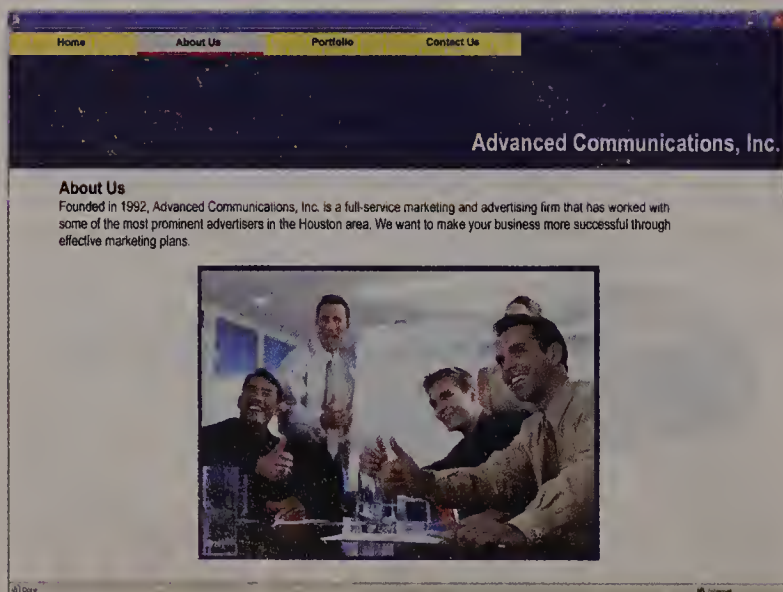 Home
About Us
Portfolio
Contact Us
Advanced Communications, Inc.
About Us
Founded in 1992, Advanced Communications, Inc. is a full-service marketing and advertising firm that has worked with
some of the most prominent advertisers in the Houston area. We want to make your business more successful through
effective marketing plans.
Done
Internet